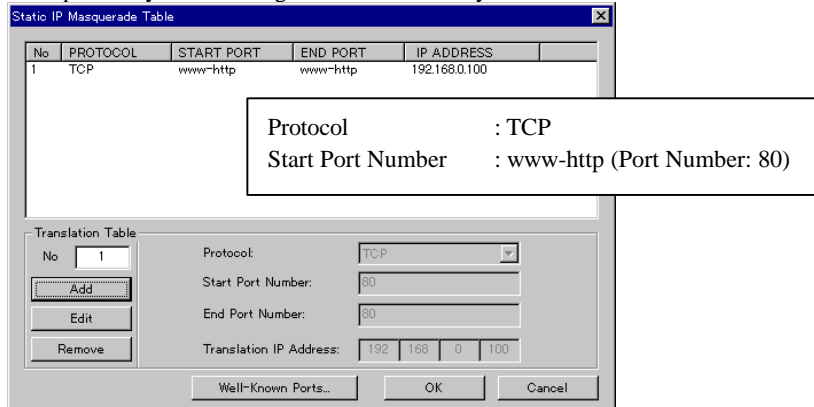 Static IP Masquerade Table
No PROTOCOL START PORT END PORT IP ADDRESS
1 TCP www-http www-http 192.168.0.100
Protocol : TCP
Start Port Number : www-http (Port Number: 80)
Translation Table
No 1
Add
Edit
Remove
Protocol: TCP
Start Port Number: 80
End Port Number: 80
Translation IP Address: 192 168 0 100
Well-Known Ports... OK Cancel